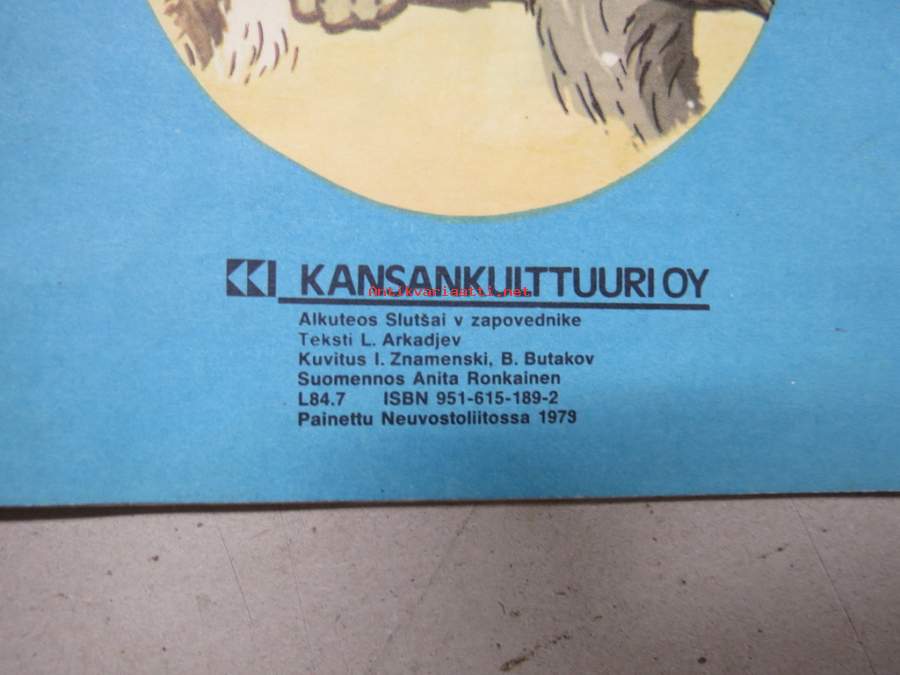 KKI KANSANKULTTUURI OY
Antikvariaatti.net
Alkuteos Slutšai v zapovednike
Teksti L. Arkadjev
Kuvitus I. Znamenski, B. Butakov
Suomennos Anita Ronkainen
L84.7 ISBN 951-615-189-2
Painettu Neuvostoliitossa 1979